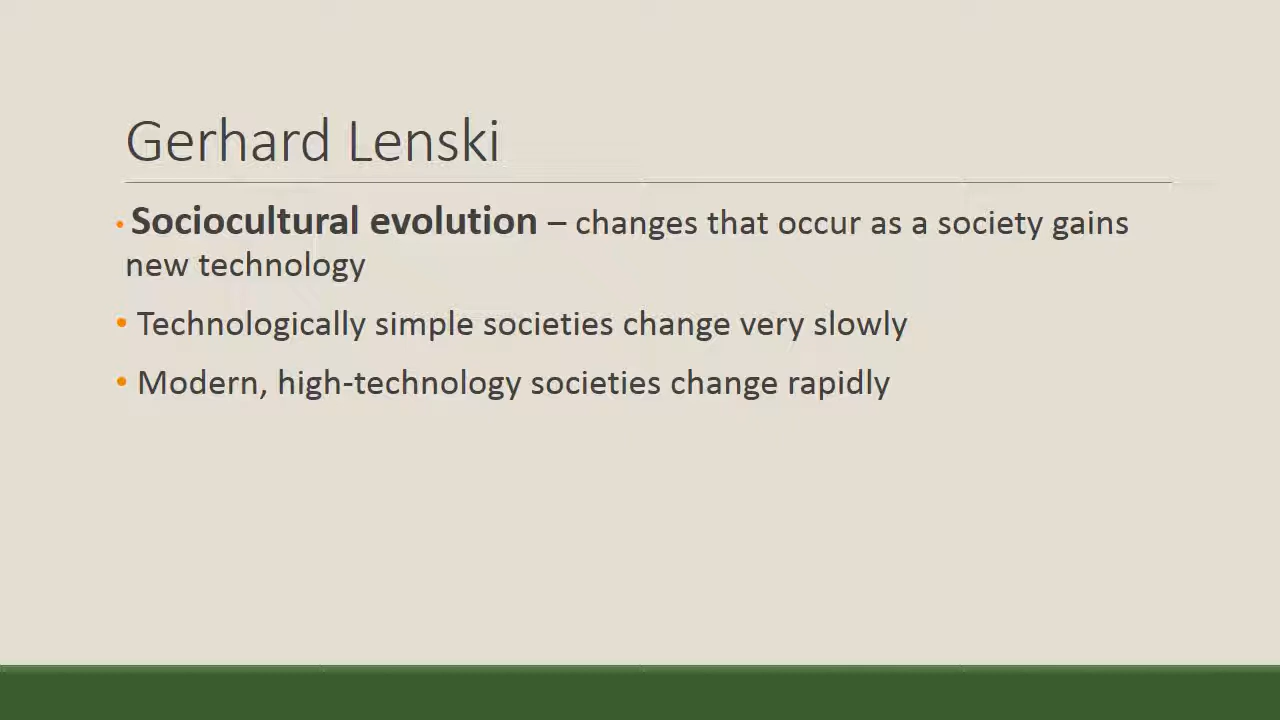 Gerhard Lenski
• Sociocultural evolution – changes that occur as a society gains
new technology
• Technologically simple societies change very slowly
• Modern, high-technology societies change rapidly